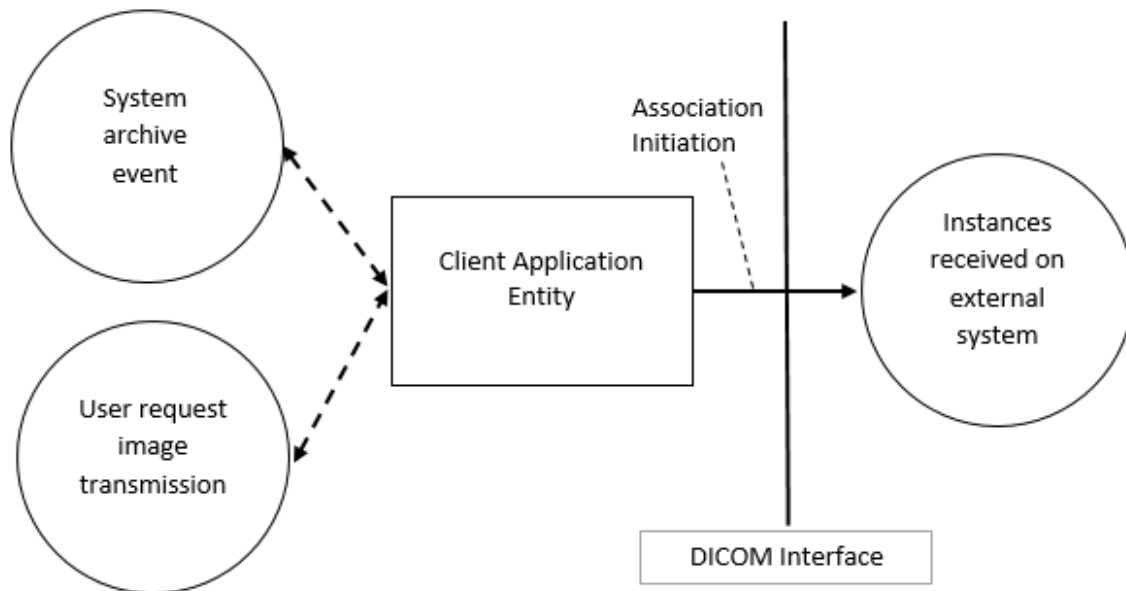 System
archive
event
User request
image
transmission
Client Application
Entity
Association
Initiation
Instances
received on
external
system
DICOM Interface